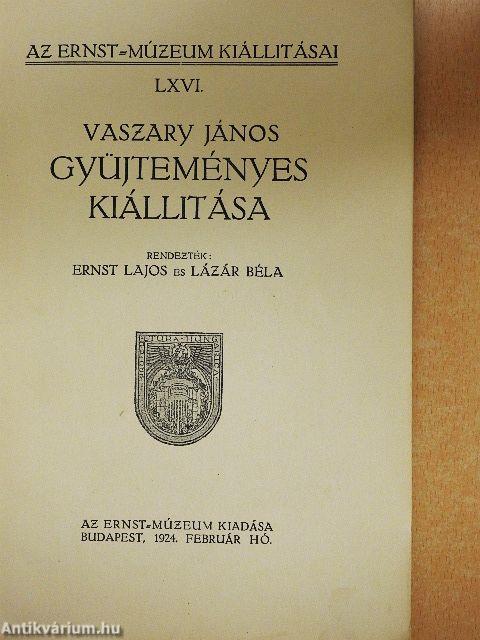 AZ ERNST=MÚZEUM KIÁLLITÁSAI
LXVI.
VASZARY JÁNOS
GYÜJTEMÉNYES
KIÁLLITÁSA
RENDEZTÉK:
ERNST LAJOS ES LÁZÁR BÉLA
AZ ERNST=MÚZEUM KIADÁSA
BUDAPEST, 1924. FEBRUÁR HÓ.
Antikvárium.hu